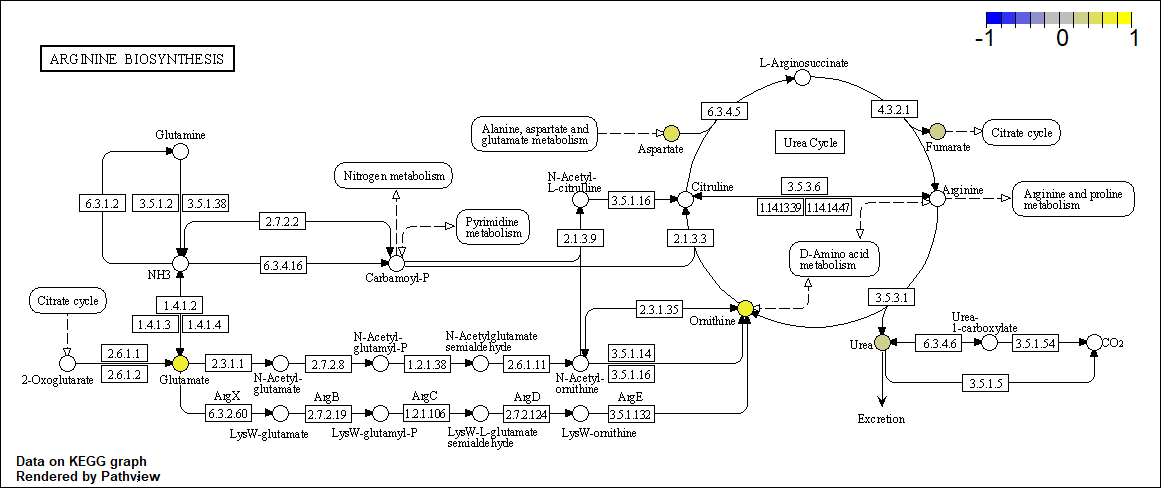 -1
0
1
ARGININE BIOSYNTHESIS
L-Arginosuccinate
6.3.4.5
4.3.2.1
Alanine, aspartate and
glutamate metabolism
Aspartate
Urea Cycle
Fumarate
Citrate cycle
Glutamine
Nitrogen metabolism
N-Acetyl-
L-citrulline
3.5.1.16
Citruline
3.5.3.6
1.14.13.39
1.14.14.47
Arginine
Arginine and proline
metabolism
6.3.1.2
3.5.1.2
3.5.1.38
2.7.2.2
Pyrimidine
metabolism
2.1.3.9
2.1.3.3
D-Amino acid
metabolism
NH3
6.3.4.16
Carbamoyl-P
Citrate cycle
1.4.1.2
1.4.1.3
1.4.1.4
2.3.1.35
Ornithine
3.5.3.1
N-Acetyl-
glutamyl-P
N-Acetylglutamate
semialdehyde
Urea-
1-carboxylate
2.6.1.1
2.6.1.2
2-Oxoglutarate
Glutamate
2.3.1.1
N-Acetyl-
glutamate
2.7.2.8
1.2.1.38
2.6.1.11
N-Acetyl-
ornithine
3.5.1.14
3.5.1.16
Urea
6.3.4.6
3.5.1.54
CO2
3.5.1.5
ArgX
6.3.2.60
LysW-glutamate
ArgB
2.7.2.19
LysW-glutamyl-P
ArgC
1.2.1.106
LysW-L-glutamate
semialdehyde
ArgD
2.7.2.124
LysW-ornithine
ArgE
3.5.1.132
Excretion
Data on KEGG graph
Rendered by Pathview